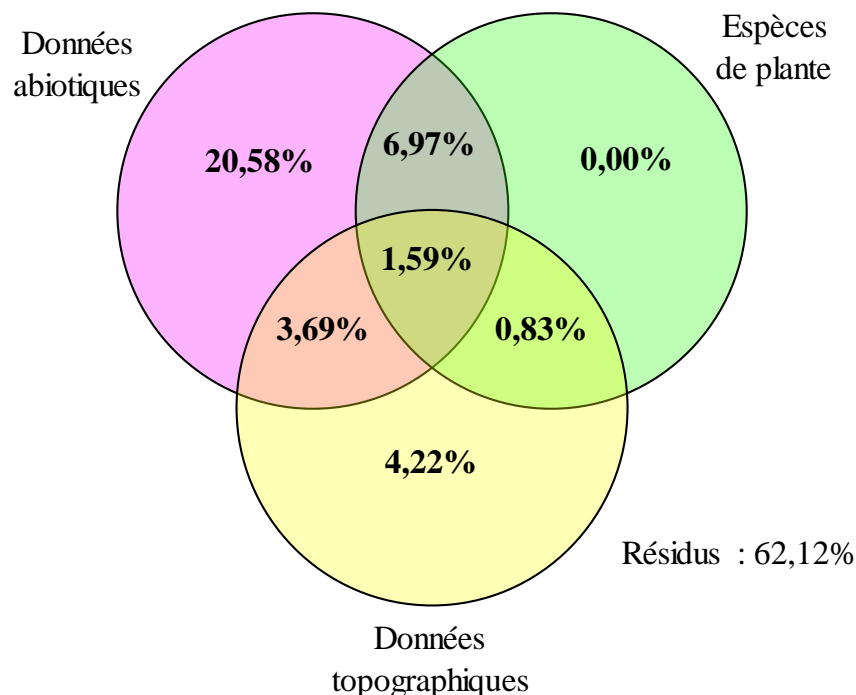 Données
abiotiques
Espèces
de plante
20,58%
6,97%
0,00%
1,59%
3,69%
0,83%
4,22%
Résidus : 62,12%
Données
topographiques